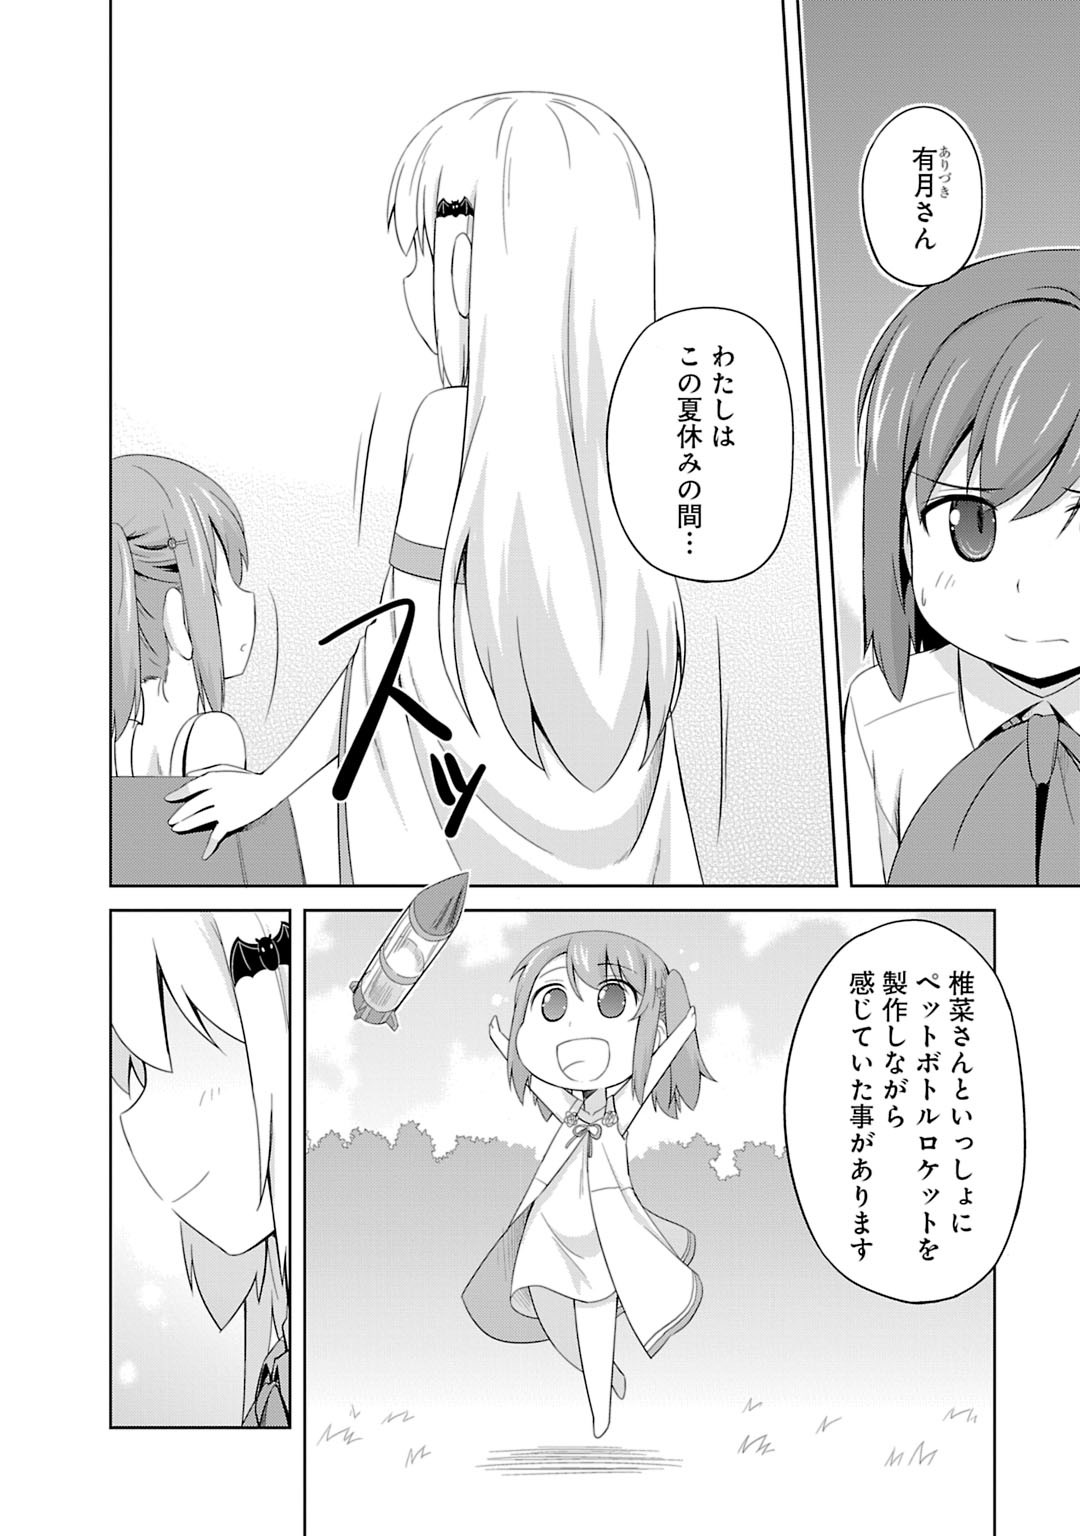 有月さん
ありづき
わたしは
この夏休みの間…
スッ
椎菜さんといっしょに
ペットボトルロケットを
製作しながら
感じていた事があります